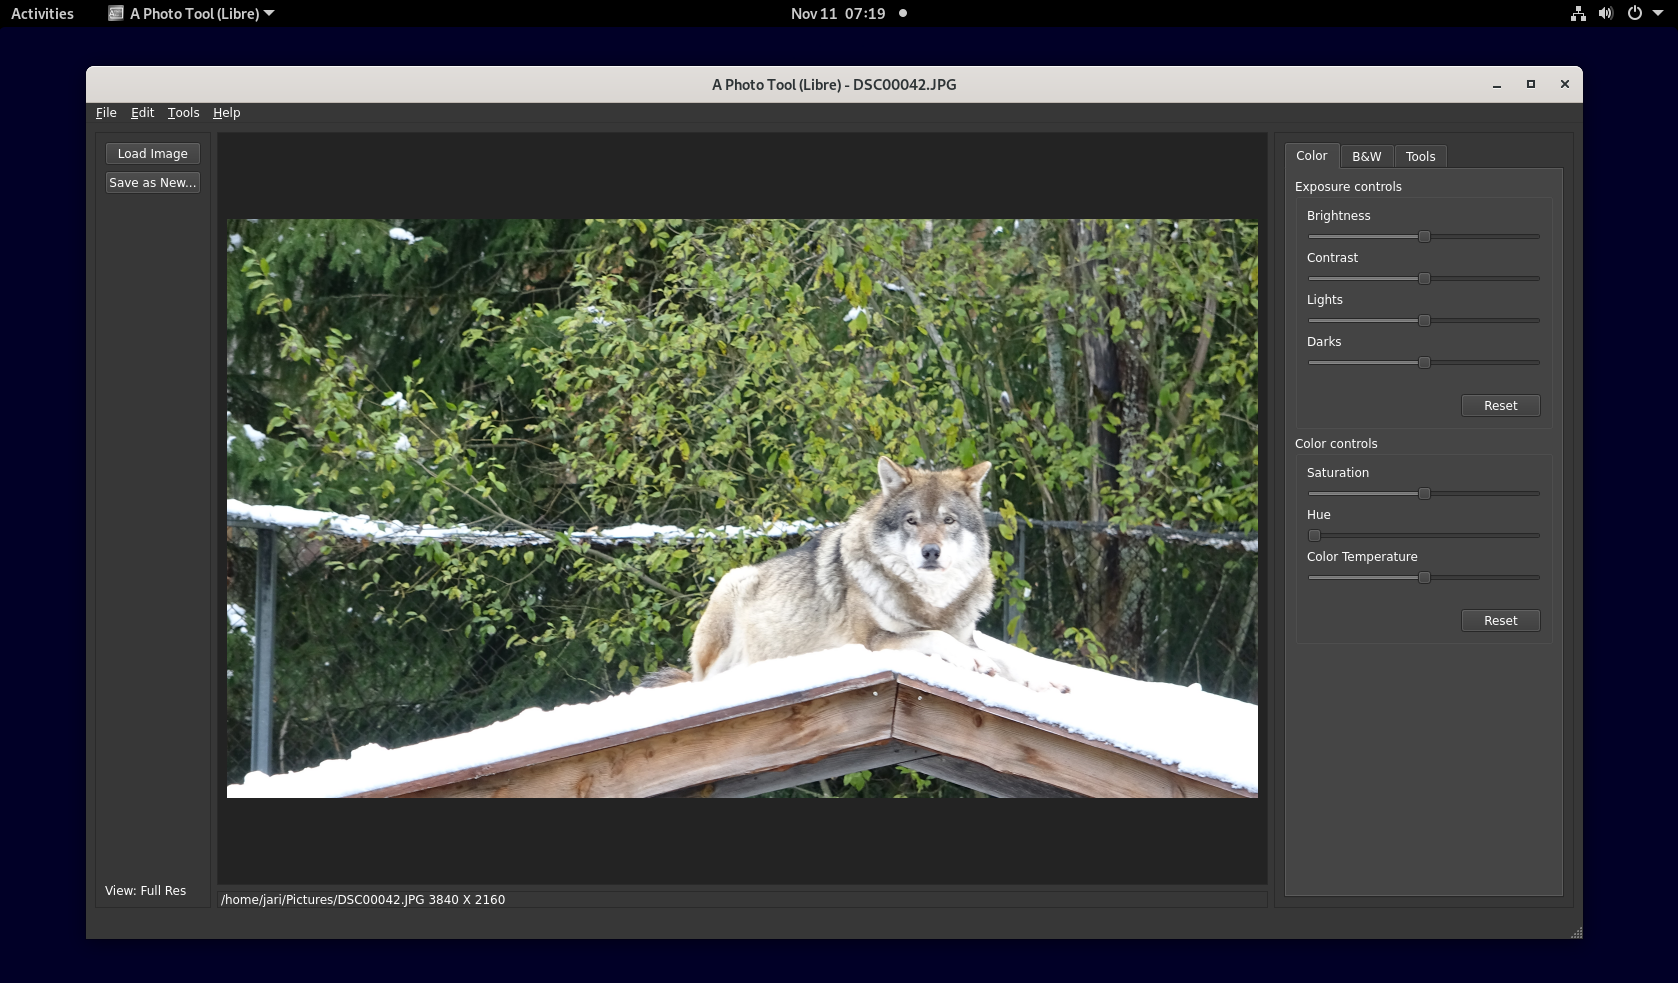 Activities
A Photo Tool (Libre)
Nov 11 07:19
A Photo Tool (Libre) - DSC00042.JPG
File Edit Tools Help
Load Image
Save as New...
View: Full Res
/home/jari/Pictures/DSC00042.JPG 3840 X 2160
Color B&W Tools
Exposure controls
Brightness
Contrast
Lights
Darks
Reset
Color controls
Saturation
Hue
Color Temperature
Reset